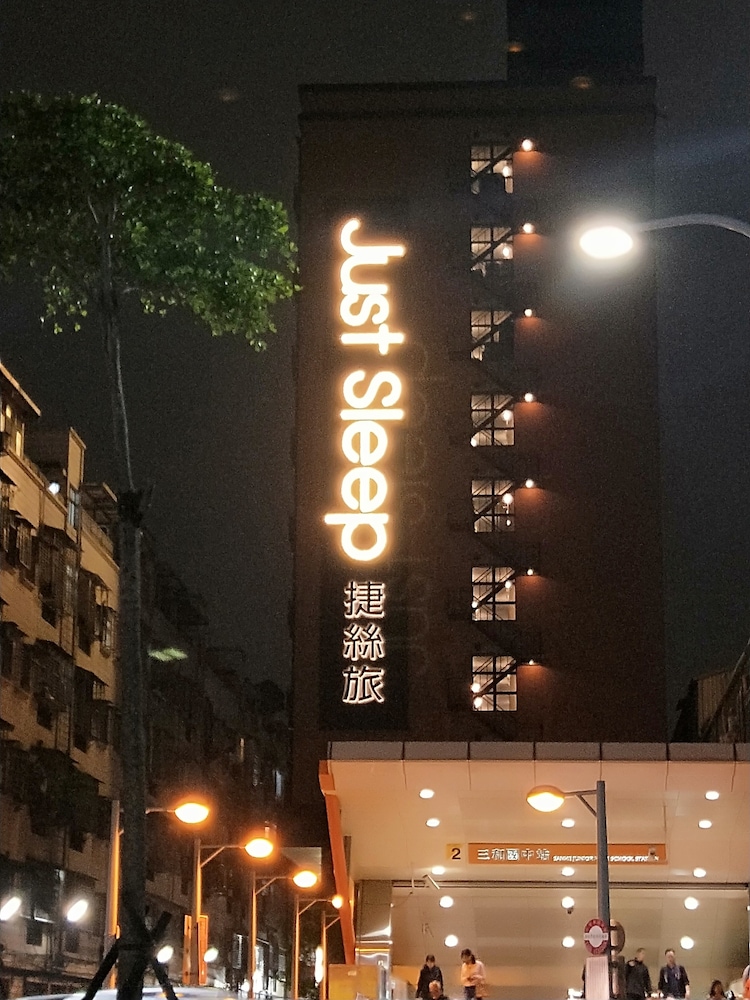 Just Sleep
捷絲旅
2 三和國中站
SANHE JUNIOR HIGH SCHOOL STATION